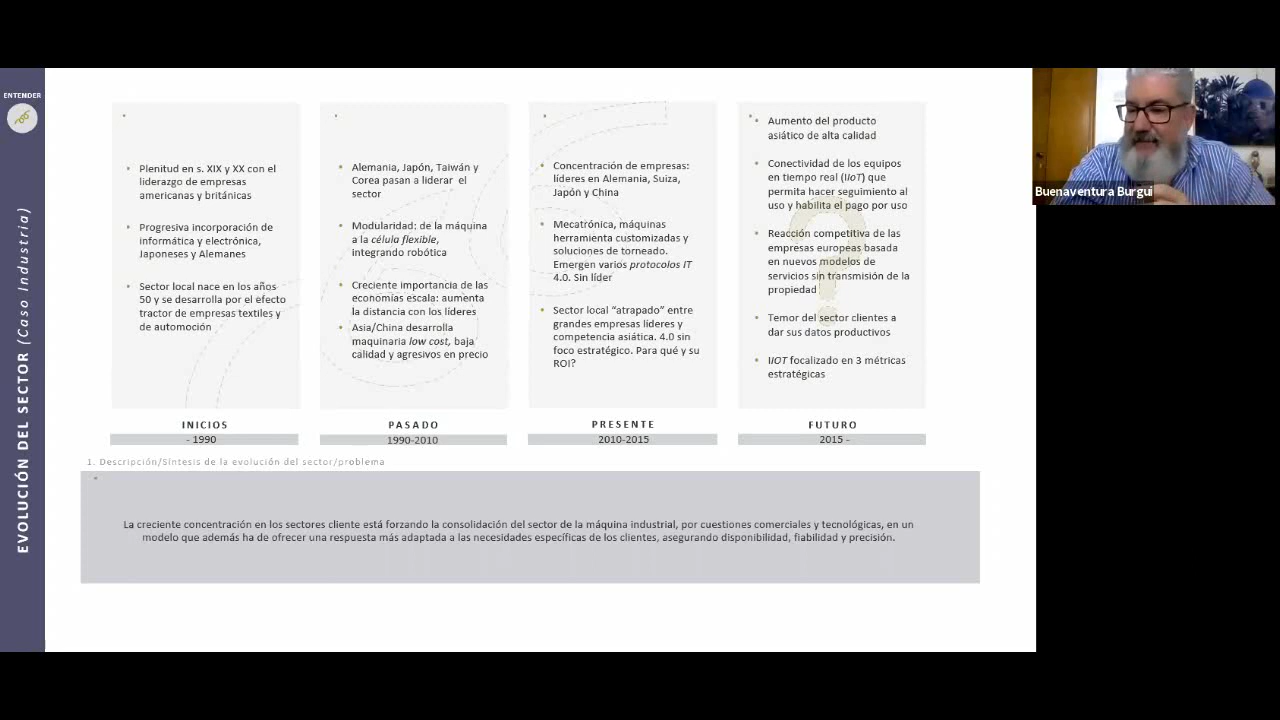 ENTENDER
EVOLUCIÓN DEL SECTOR (Caso Industria)
• Plenitud en s. XIX y XX con el
liderazgo de empresas
americanas y británicas
• Progresiva incorporación de
informática y electrónica,
Japoneses y Alemanes
• Sector local nace en los años
50 y se desarrolla por el efecto
tractor de empresas textiles y
de automoción
INICIOS
- 1990
• Alemania, Japón, Taiwán y
Corea pasan a liderar el
sector
• Modularidad: de la máquina
a la célula flexible,
integrando robótica
• Creciente importancia de las
economías escala: aumenta
la distancia con los líderes
• Asia/China desarrolla
maquinaria low cost, baja
calidad y agresivos en precio
PASADO
1990-2010
• Concentración de empresas:
líderes en Alemania, Suiza,
Japón y China
• Mecatrónica, máquinas
herramienta customizadas y
soluciones de torneado.
Emergen varios protocolos IT
4.0. Sin líder
• Sector local “atrapado” entre
grandes empresas líderes y
competencia asiática. 4.0 sin
foco estratégico. Para qué y su
ROI?
PRESENTE
2010-2015
• Aumento del producto
asiático de alta calidad
• Conectividad de los equipos
en tiempo real (IIoT) que
permita hacer seguimiento al
uso y habilita el pago por uso
• Reacción competitiva de las
empresas europeas basada
en nuevos modelos de
servicios sin transmisión de la
propiedad
• Temor del sector clientes a
dar sus datos productivos
• IIOT focalizado en 3 métricas
estratégicas
?
FUTURO
2015 -
1. Descripción/Síntesis de la evolución del sector/problema
La creciente concentración en los sectores cliente está forzando la consolidación del sector de la máquina industrial, por cuestiones comerciales y tecnológicas, en un
modelo que además ha de ofrecer una respuesta más adaptada a las necesidades específicas de los clientes, asegurando disponibilidad, fiabilidad y precisión.
Buenaventura Burgui